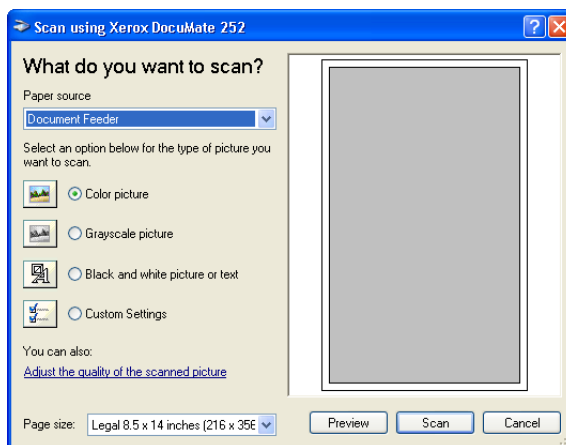 Scan using Xerox DocuMate 252
What do you want to scan?
Paper source
Document Feeder
Select an option below for the type of picture you
want to scan.
Color picture
Grayscale picture
Black and white picture or text
Custom Settings
You can also:
Adjust the quality of the scanned picture
Page size: Legal 8.5 x 14 inches (216 x 356 Preview Scan Cancel